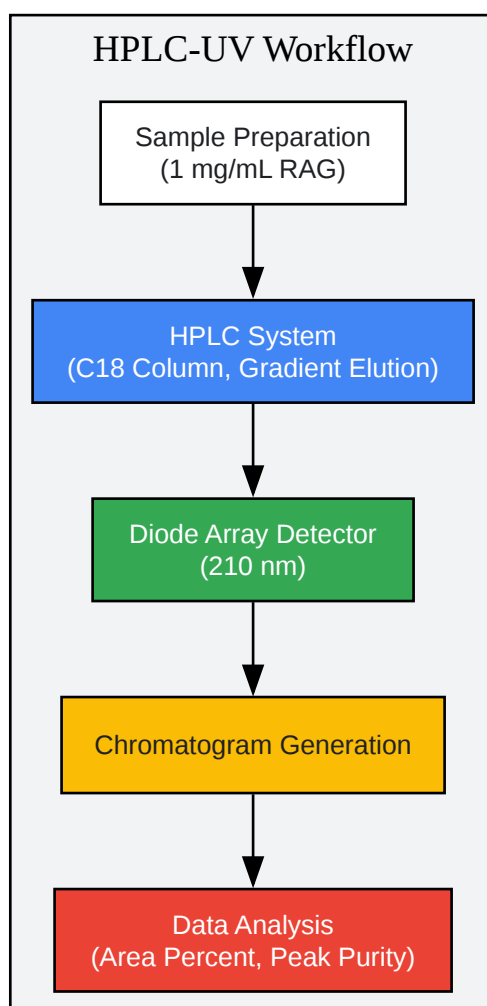 HPLC-UV Workflow
Sample Preparation
(1 mg/mL RAG)
HPLC System
(C18 Column, Gradient Elution)
Diode Array Detector
(210 nm)
Chromatogram Generation
Data Analysis
(Area Percent, Peak Purity)